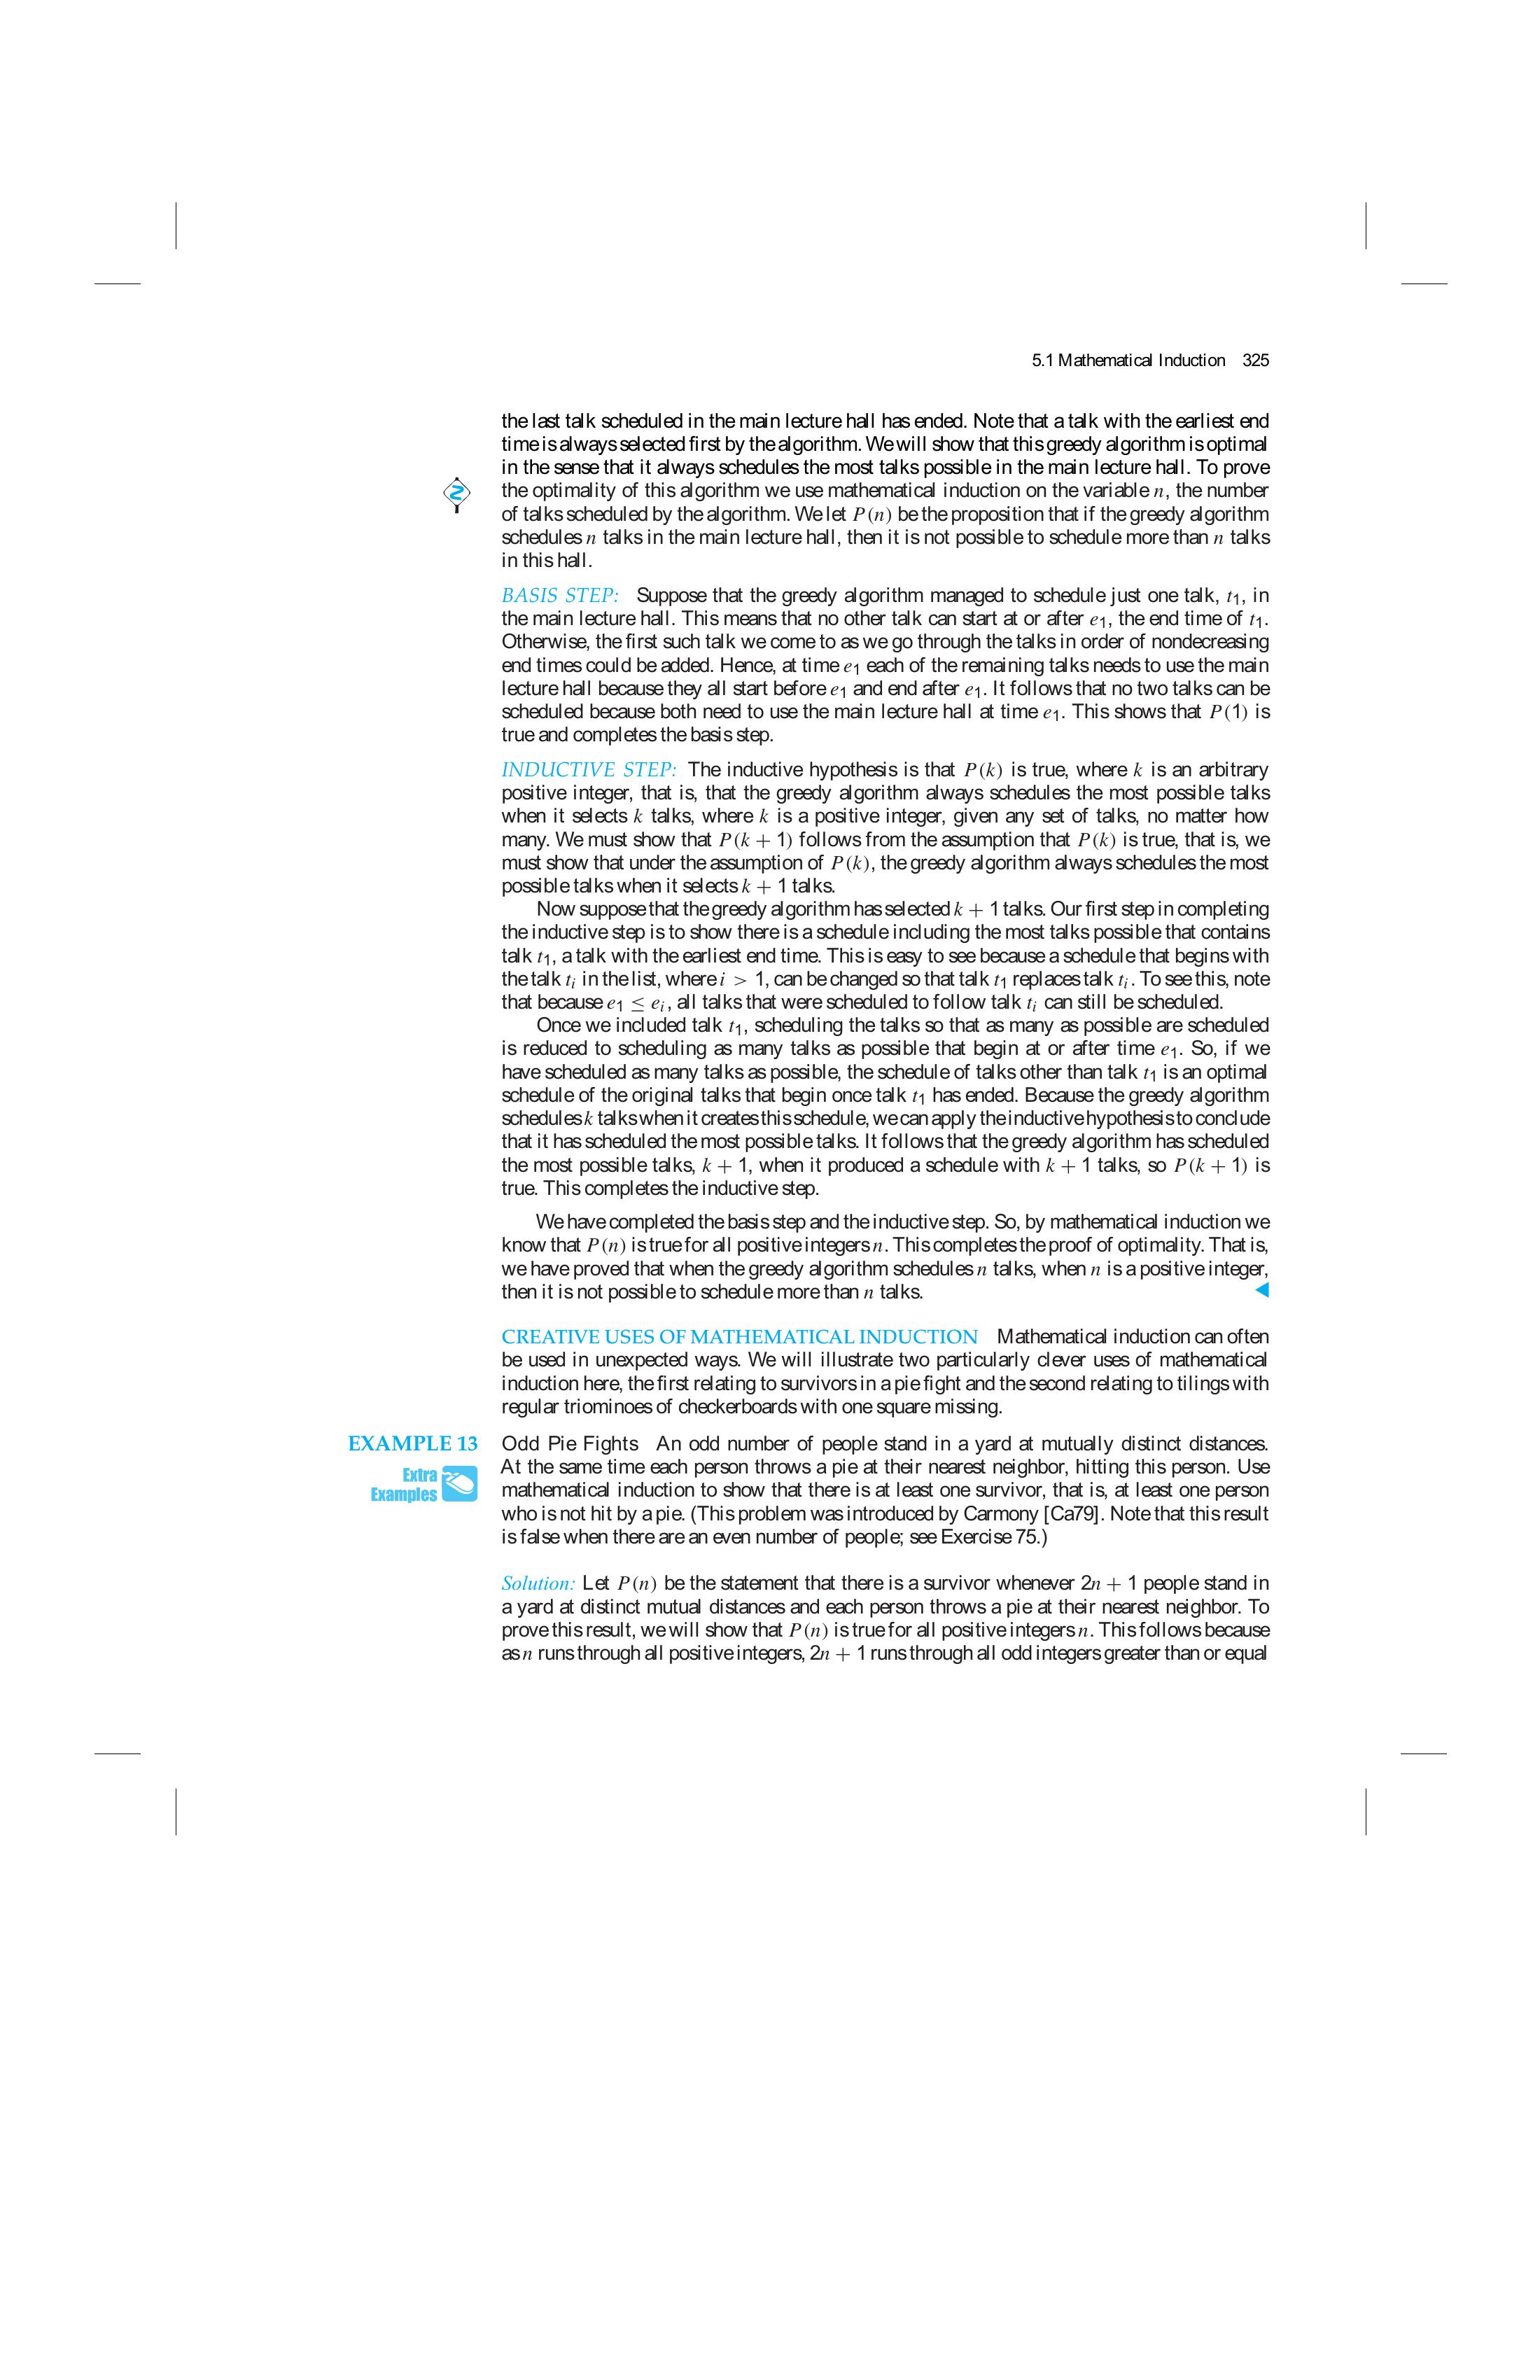 5.1 Mathematical Induction 325
the last talk scheduled in the main lecture hall has ended. Note that a talk with the earliest end
time is always selected first by the algorithm. We will show that this greedy algorithm is optimal
in the sense that it always schedules the most talks possible in the main lecture hall. To prove
the optimality of this algorithm we use mathematical induction on the variable n, the number
of talks scheduled by the algorithm. We let P(n) be the proposition that if the greedy algorithm
schedules n talks in the main lecture hall, then it is not possible to schedule more than n talks
in this hall.
BASIS STEP: Suppose that the greedy algorithm managed to schedule just one talk, t₁, in
the main lecture hall. This means that no other talk can start at or after e₁, the end time of t₁.
Otherwise, the first such talk we come to as we go through the talks in order of nondecreasing
end times could be added. Hence, at time e₁ each of the remaining talks needs to use the main
lecture hall because they all start before e₁ and end after e₁. It follows that no two talks can be
scheduled because both need to use the main lecture hall at time e₁. This shows that P(1) is
true and completes the basis step.
INDUCTIVE STEP: The inductive hypothesis is that P(k) is true, where k is an arbitrary
positive integer, that is, that the greedy algorithm always schedules the most possible talks
when it selects k talks, where k is a positive integer, given any set of talks, no matter how
many. We must show that P(k + 1) follows from the assumption that P(k) is true, that is, we
must show that under the assumption of P(k), the greedy algorithm always schedules the most
possible talks when it selects k + 1 talks.
Now suppose that the greedy algorithm has selected k + 1 talks. Our first step in completing
the inductive step is to show there is a schedule including the most talks possible that contains
talk t₁, a talk with the earliest end time. This is easy to see because a schedule that begins with
the talk tᵢ in the list, where i > 1, can be changed so that talk t₁ replaces talk tᵢ. To see this, note
that because e₁ ≤ eᵢ, all talks that were scheduled to follow talk tᵢ can still be scheduled.
Once we included talk t₁, scheduling the talks so that as many as possible are scheduled
is reduced to scheduling as many talks as possible that begin at or after time e₁. So, if we
have scheduled as many talks as possible, the schedule of talks other than talk t₁ is an optimal
schedule of the original talks that begin once talk t₁ has ended. Because the greedy algorithm
schedules k talks when it creates this schedule, we can apply the inductive hypothesis to conclude
that it has scheduled the most possible talks. It follows that the greedy algorithm has scheduled
the most possible talks, k + 1, when it produced a schedule with k + 1 talks, so P(k + 1) is
true. This completes the inductive step.
We have completed the basis step and the inductive step. So, by mathematical induction we
know that P(n) is true for all positive integers n. This completes the proof of optimality. That is,
we have proved that when the greedy algorithm schedules n talks, when n is a positive integer,
then it is not possible to schedule more than n talks.
CREATIVE USES OF MATHEMATICAL INDUCTION Mathematical induction can often
be used in unexpected ways. We will illustrate two particularly clever uses of mathematical
induction here, the first relating to survivors in a pie fight and the second relating to tilings with
regular triominoes of checkerboards with one square missing.
EXAMPLE 13 Odd Pie Fights An odd number of people stand in a yard at mutually distinct distances.
Extra
Examples
At the same time each person throws a pie at their nearest neighbor, hitting this person. Use
mathematical induction to show that there is at least one survivor, that is, at least one person
who is not hit by a pie. (This problem was introduced by Carmony [Ca79]. Note that this result
is false when there are an even number of people; see Exercise 75.)
Solution: Let P(n) be the statement that there is a survivor whenever 2n + 1 people stand in
a yard at distinct mutual distances and each person throws a pie at their nearest neighbor. To
prove this result, we will show that P(n) is true for all positive integers n. This follows because
as n runs through all positive integers, 2n + 1 runs through all odd integers greater than or equal